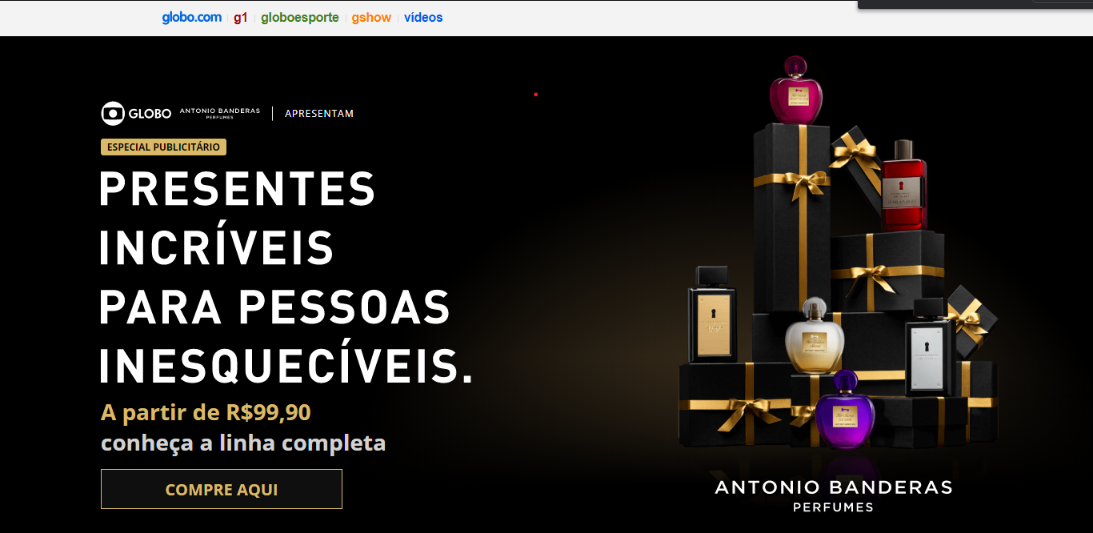 globo.com g1 globoesporte gshow vídeos
GLOBO ANTONIO BANDERAS PERFUMES APRESENTAM
ESPECIAL PUBLICITÁRIO
PRESENTES
INCRÍVEIS
PARA PESSOAS
INESQUECÍVEIS.
A partir de R$99,90
conheça a linha completa
COMPRE AQUI
ANTONIO BANDERAS
PERFUMES